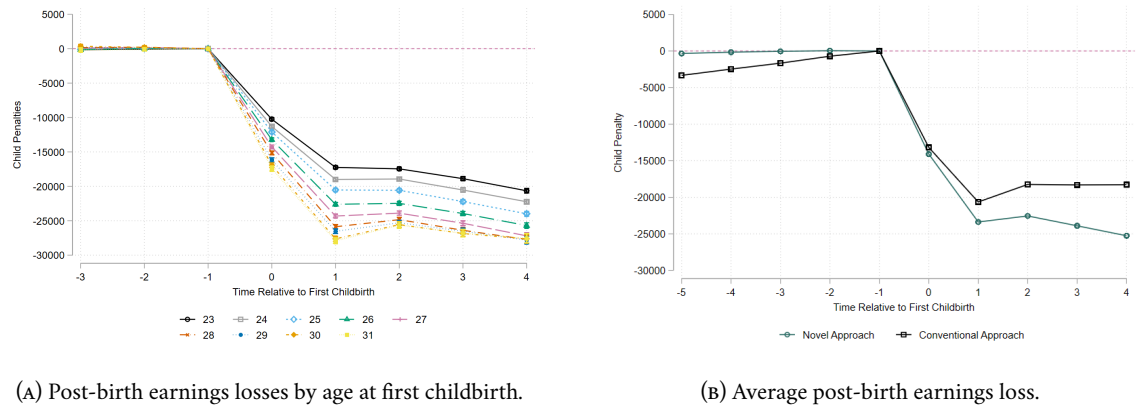 5000
0
-5000
-10000
-15000
-20000
-25000
-30000
Child Penalties
-3 -2 -1 0 1 2 3 4
Time Relative to First Childbirth
23 24 25 26 27
28 29 30 31
(A) Post-birth earnings losses by age at first childbirth.
5000
0
-5000
-10000
-15000
-20000
-25000
-30000
Child Penalty
-5 -4 -3 -2 -1 0 1 2 3 4
Time Relative to First Childbirth
Novel Approach Conventional Approach
(B) Average post-birth earnings loss.